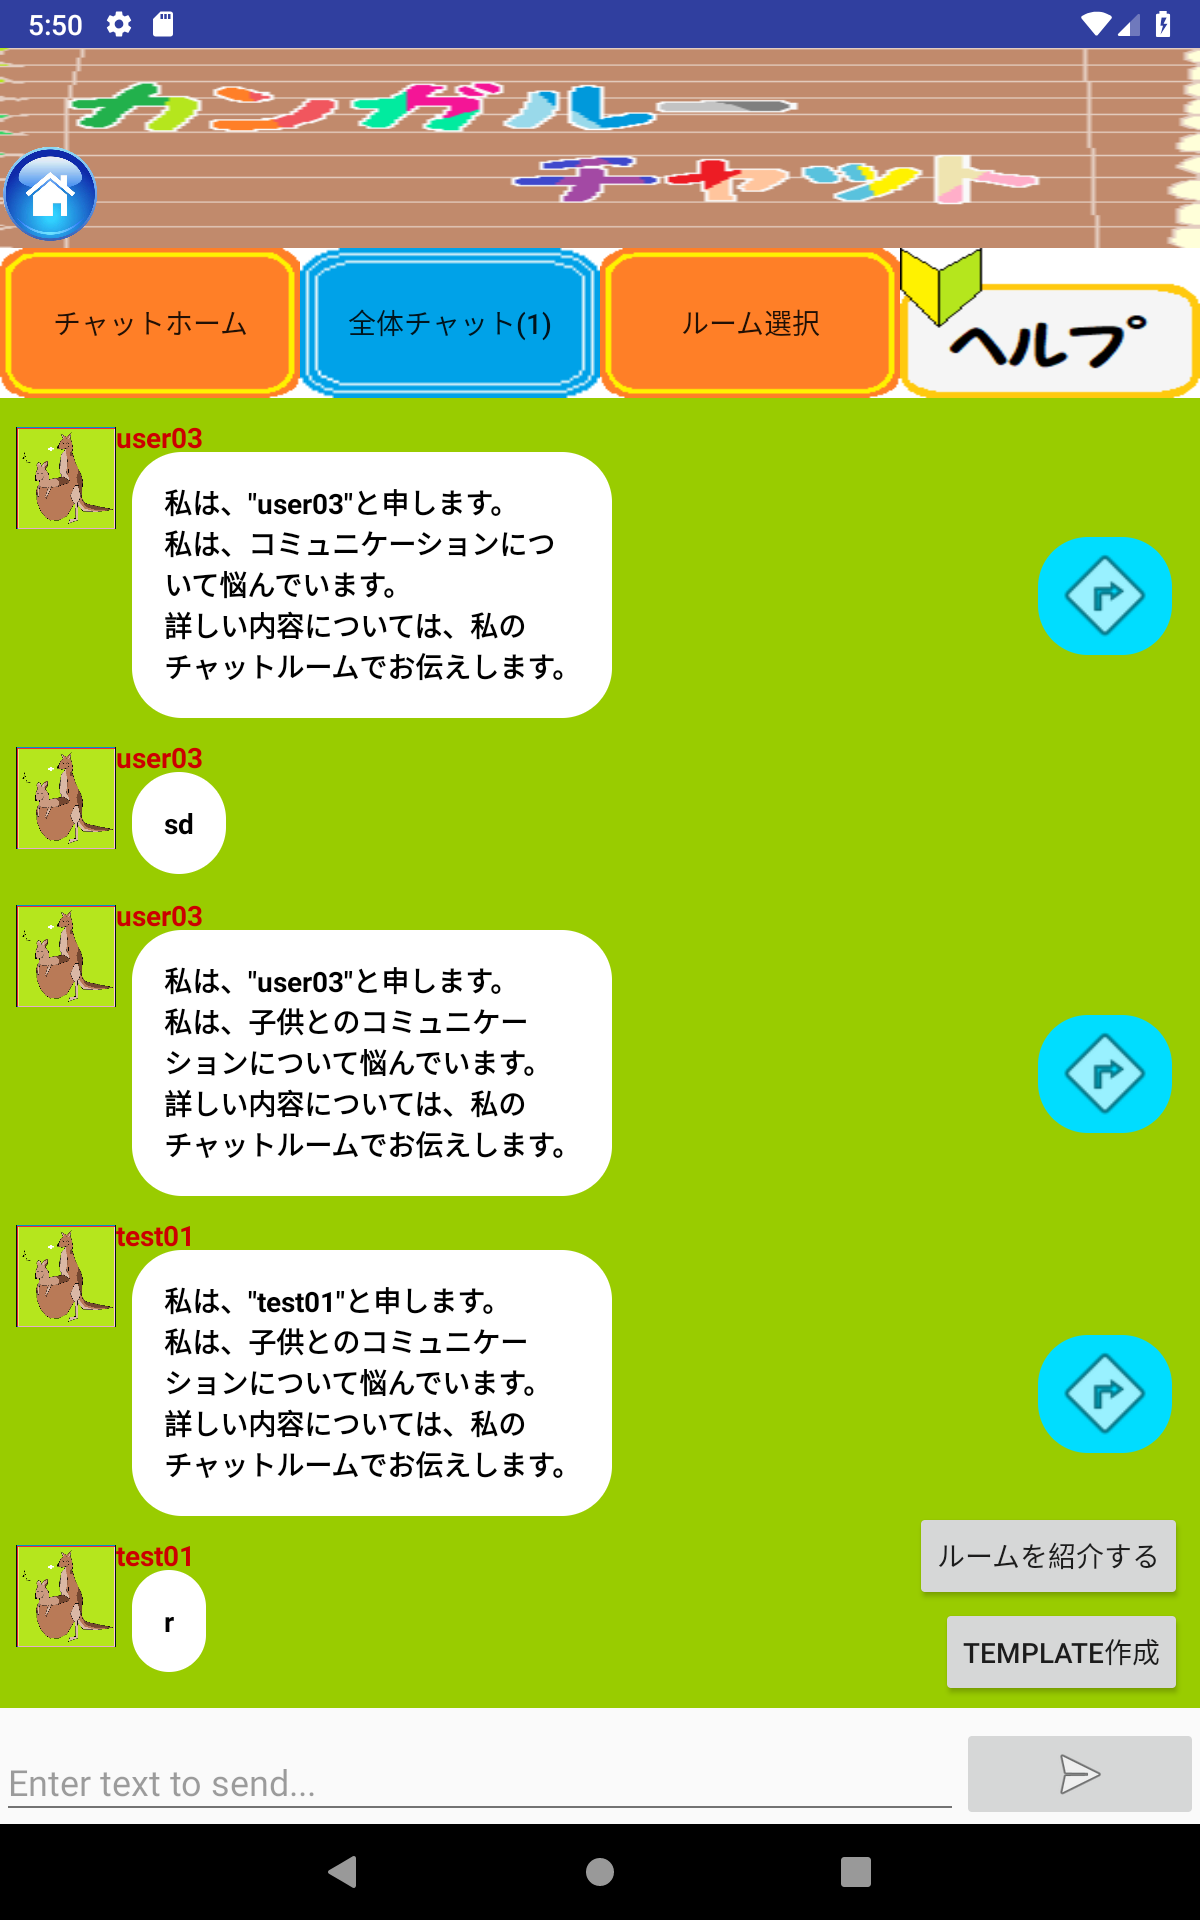 5:50
カンガルー
チャット
チャットホーム
全体チャット(1)
ルーム選択
ヘルプ
user03
私は、"user03"と申します。
私は、コミュニケーションにつ
いて悩んでいます。
詳しい内容については、私の
チャットルームでお伝えします。
user03
sd
user03
私は、"user03"と申します。
私は、子供とのコミュニケー
ションについて悩んでいます。
詳しい内容については、私の
チャットルームでお伝えします。
test01
私は、"test01"と申します。
私は、子供とのコミュニケー
ションについて悩んでいます。
詳しい内容については、私の
チャットルームでお伝えします。
ルームを紹介する
test01
r
TEMPLATE作成
Enter text to send...